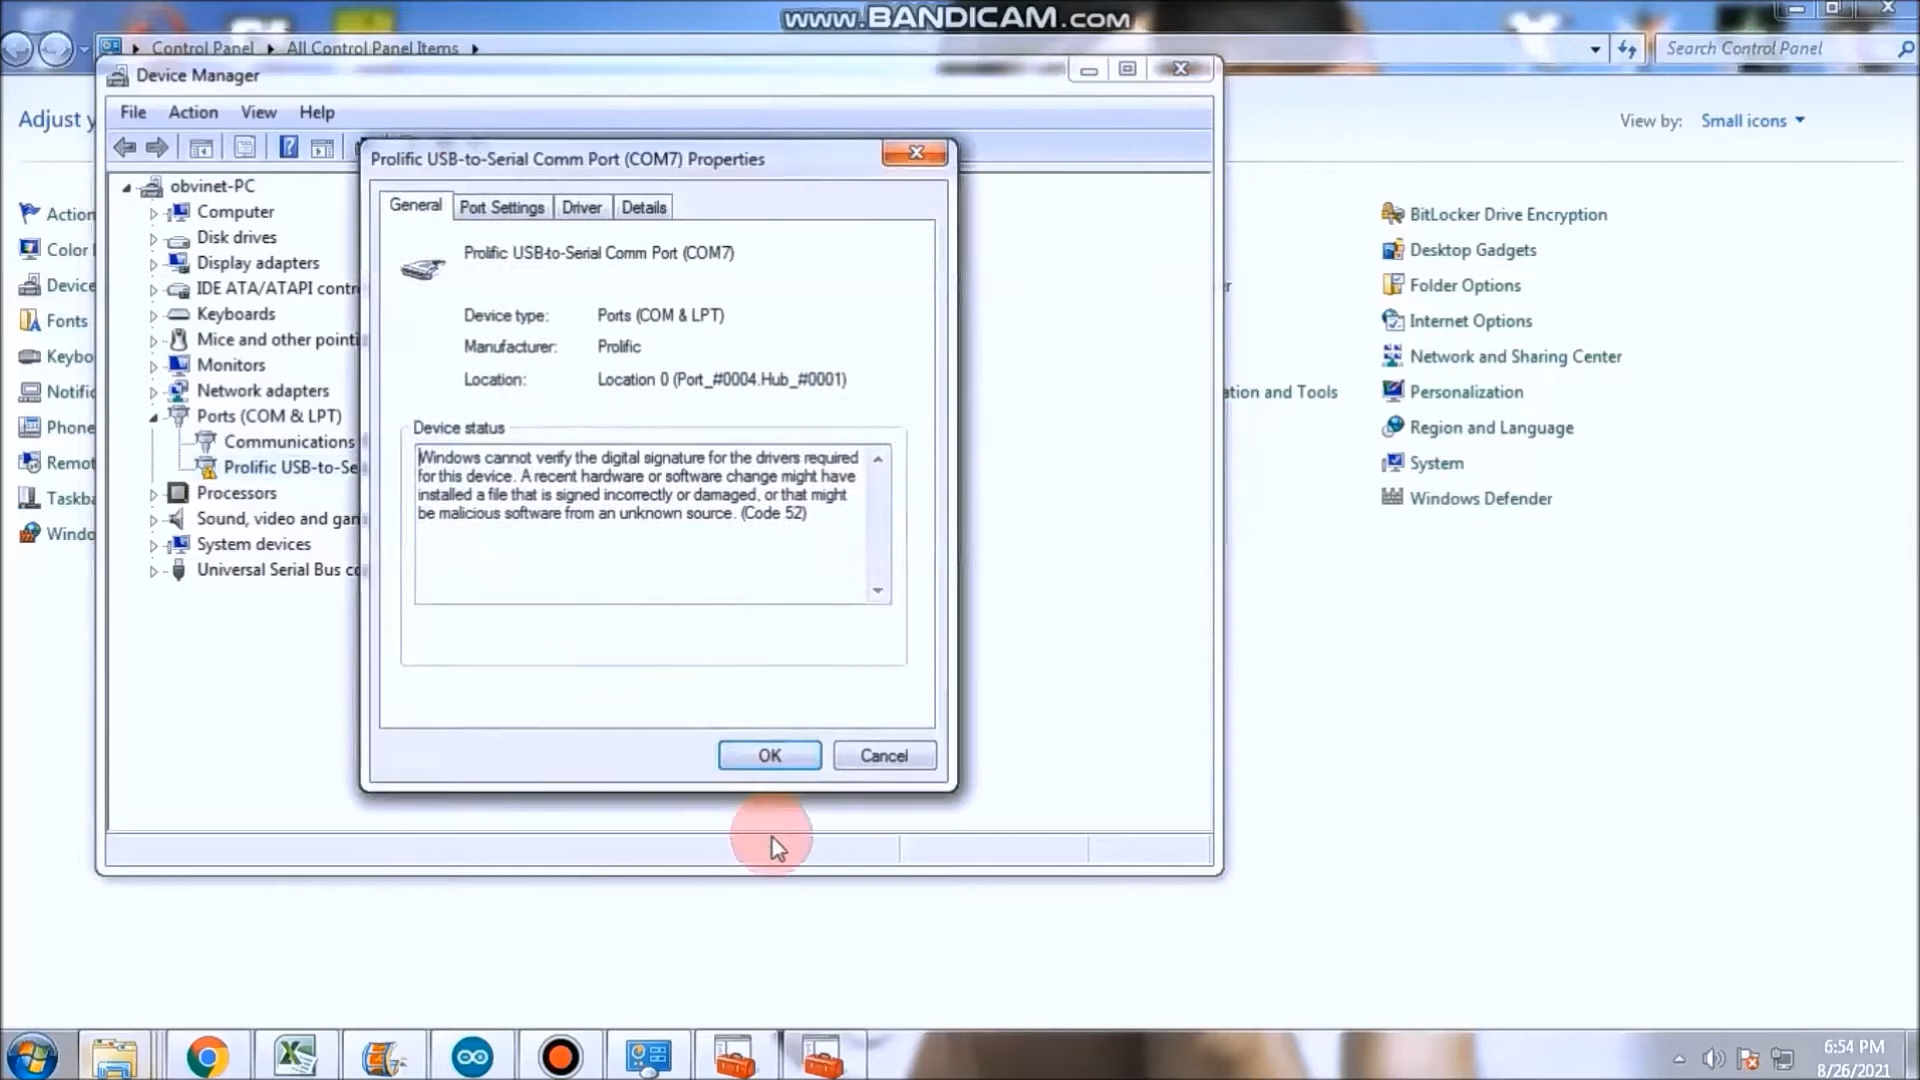 www.BANDICAM.com
Control Panel
All Control Panel Items
Search Control Panel
Device Manager
File Action View Help
Adjust y
View by: Small icons
Prolific USB-to-Serial Comm Port (COM7) Properties
General
Port Settings
Driver
Details
Prolific USB-to-Serial Comm Port (COM7)
Device type: Ports (COM & LPT)
Manufacturer: Prolific
Location: Location 0 (Port_#0004.Hub_#0001)
Device status
Windows cannot verify the digital signature for the drivers required
for this device. A recent hardware or software change might have
installed a file that is signed incorrectly or damaged, or that might
be malicious software from an unknown source. (Code 52)
OK
Cancel
obvinet-PC
Computer
Disk drives
Display adapters
IDE ATA/ATAPI contr
Keyboards
Mice and other pointi
Monitors
Network adapters
Ports (COM & LPT)
Communications
Prolific USB-to-Se
Processors
Sound, video and gam
System devices
Universal Serial Bus co
Action
Color
Device
Fonts
Keybo
Notific
Phone
Remot
Taskba
Windo
ation and Tools
BitLocker Drive Encryption
Desktop Gadgets
Folder Options
Internet Options
Network and Sharing Center
Personalization
Region and Language
System
Windows Defender
6:54 PM
8/26/2021